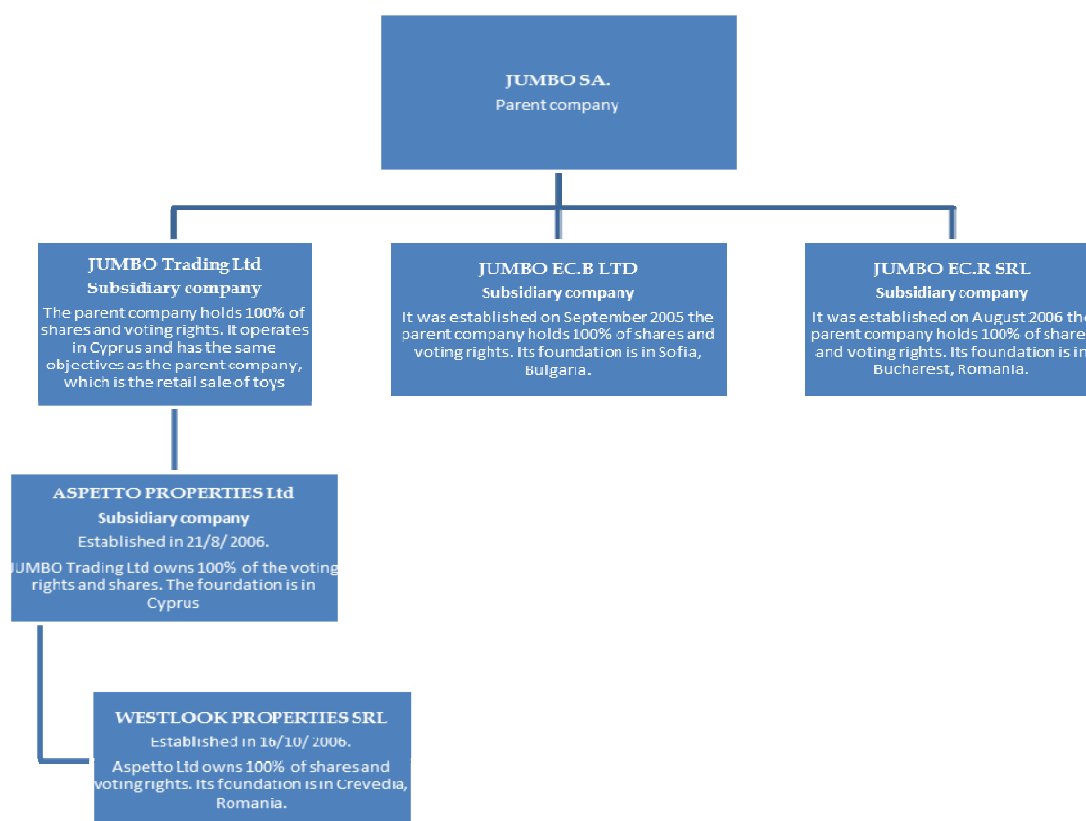 JUMBO SA.
Parent company
JUMBO Trading Ltd
Subsidiary company
The parent company holds 100% of
shares and voting rights. It operates
in Cyprus and has the same
objectives as the parent company,
which is the retail sale of toys
JUMBO EC.B LTD
Subsidiary company
It was established on September 2005 the
parent company holds 100% of shares and
voting rights. Its foundation is in Sofia,
Bulgaria.
JUMBO EC.R SRL
Subsidiary company
It was established on August 2006 the
parent company holds 100% of share
and voting rights. Its foundation is in
Bucharest, Romania.
ASPETTO PROPERTIES Ltd
Subsidiary company
Established in 21/8/ 2006.
JUMBO Trading Ltd owns 100% of the voting
rights and shares. The foundation is in
Cyprus
WESTLOOK PROPERTIES SRL
Established in 16/10/ 2006.
Aspetto Ltd owns 100% of shares and
voting rights. Its foundation is in Crevedia,
Romania.